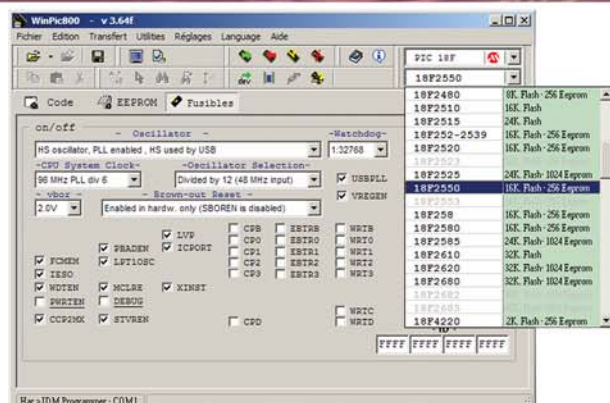 WinPic800 - v 3.64f
Fichier Edition Transfert Utilites Réglages Language Aide
PIC 18F
18F2550
Code EEPROM Fusibles
on/off
- Oscillator -
-Watchdog-
HS oscillator, PLL enabled , HS used by USB
1:32768
-CPU System Clock-
-Oscillator Selection-
96 MHz PLL div 6
Divided by 12 (48 MHz input)
USBPLL
- vbor -
- Brown-out Reset -
VREGEN
2.0V
Enabled in hardw. only (SBOREN is disabled)
LVP
CPB EBTRB WRTB
PBADEN ICPORT
CP0 EBTR0 WRT0
CP1 EBTR1 WRT1
FCMEM LPT1OSC
CP2 EBTR2 WRT2
IESO
CP3 EBTR3 WRT3
WDTEN MCLRE XINST
PWRTEN DEBUG
WRTC
CCP2MX STVREN
CPD WRTD
- ID -
FFFF FFFF FFFF FFFF
18F2480 8K. Flash - 256 Eeprom
18F2510 16K. Flash
18F2515 24K. Flash
18F252-2539 16K. Flash - 256 Eeprom
18F2520 16K. Flash - 256 Eeprom
18F2523
18F2525 24K. Flash- 1024 Eeprom
18F2550 16K. Flash - 256 Eeprom
18F2553
18F258 16K. Flash - 256 Eeprom
18F2580 16K. Flash - 256 Eeprom
18F2585 24K. Flash- 1024 Eeprom
18F2610 32K. Flash
18F2620 32K. Flash- 1024 Eeprom
18F2680 32K. Flash- 1024 Eeprom
18F2682
18F2685
18F4220 2K. Flash - 256 Eeprom
Har.>JDM Programmer - COM1